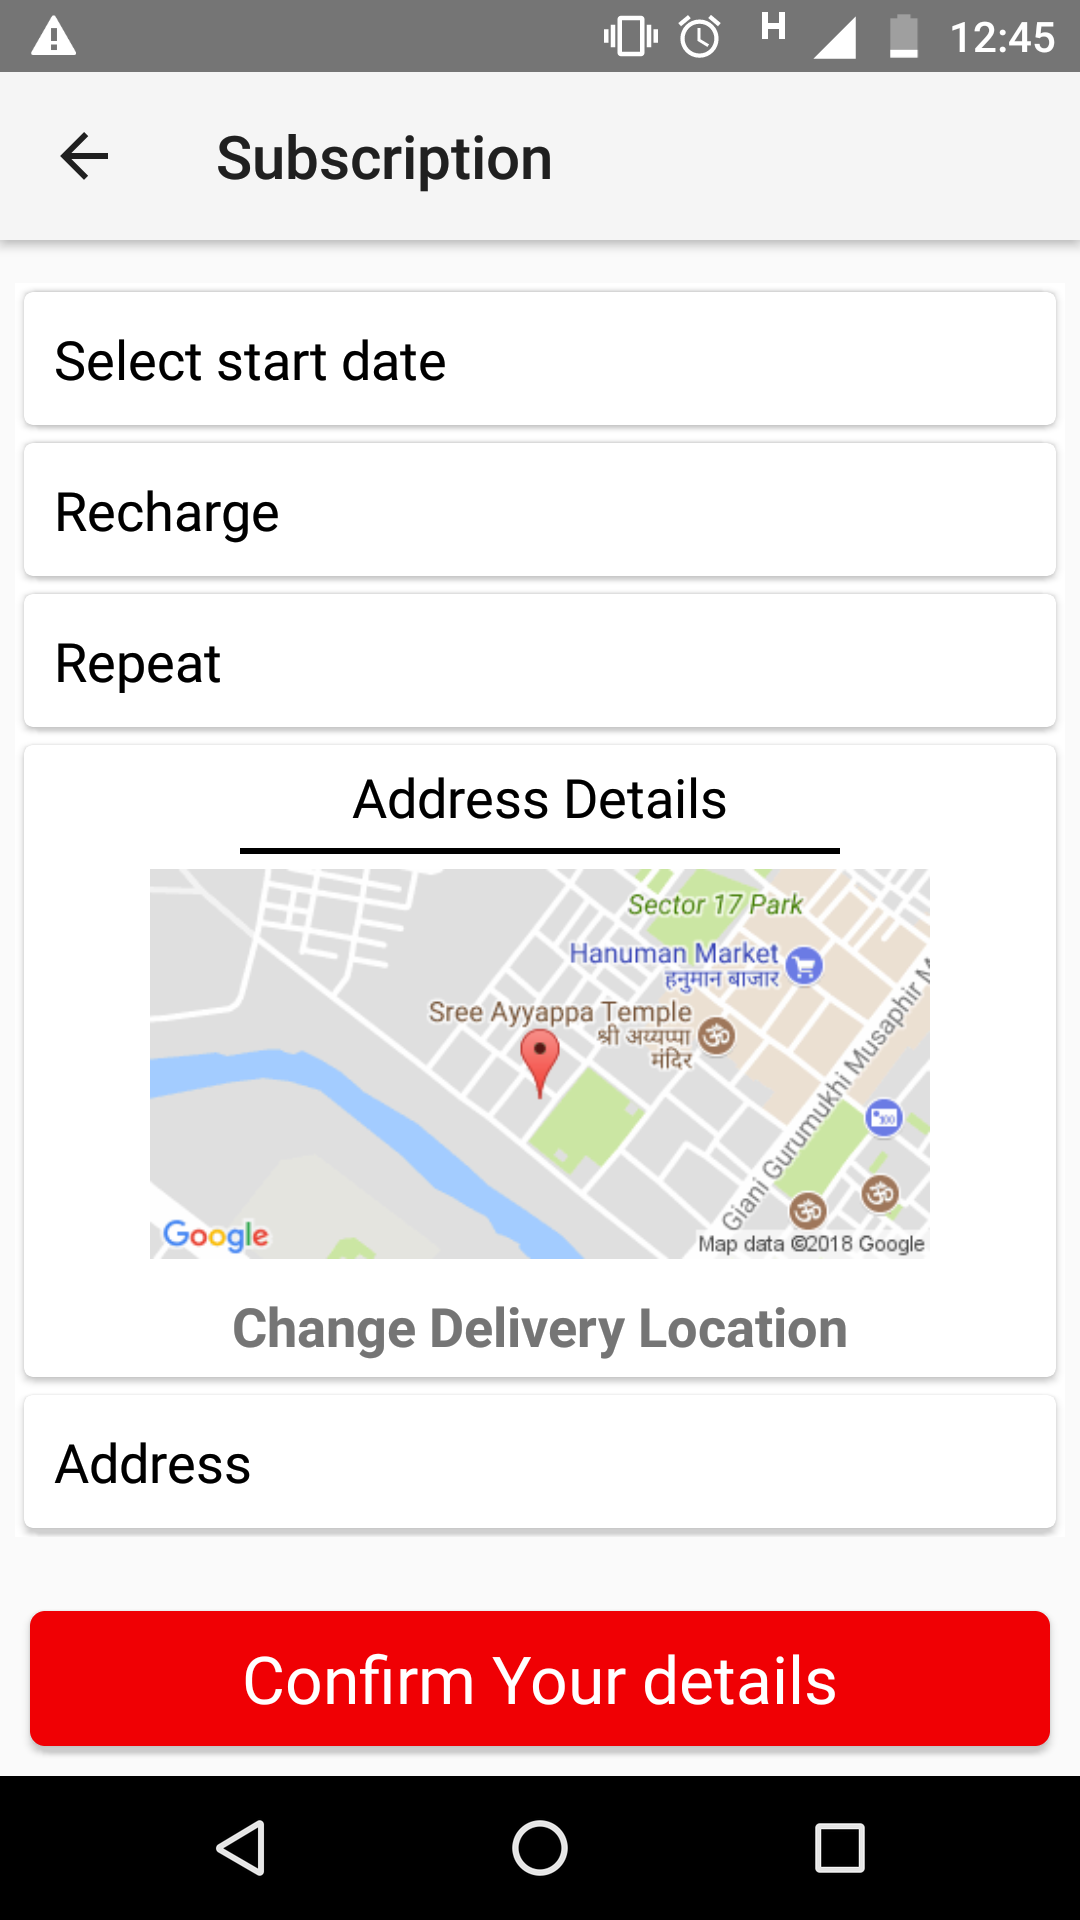 H 12:45
Subscription
Select start date
Recharge
Repeat
Address Details
Sector 17 Park
Hanuman Market
हनुमान बाजार
Sree Ayyappa Temple
श्री अय्यप्पा
मंदिर
Giani Gurumukhi Musaphir M
100
Google
Map data ©2018 Google
Change Delivery Location
Address
Confirm Your details